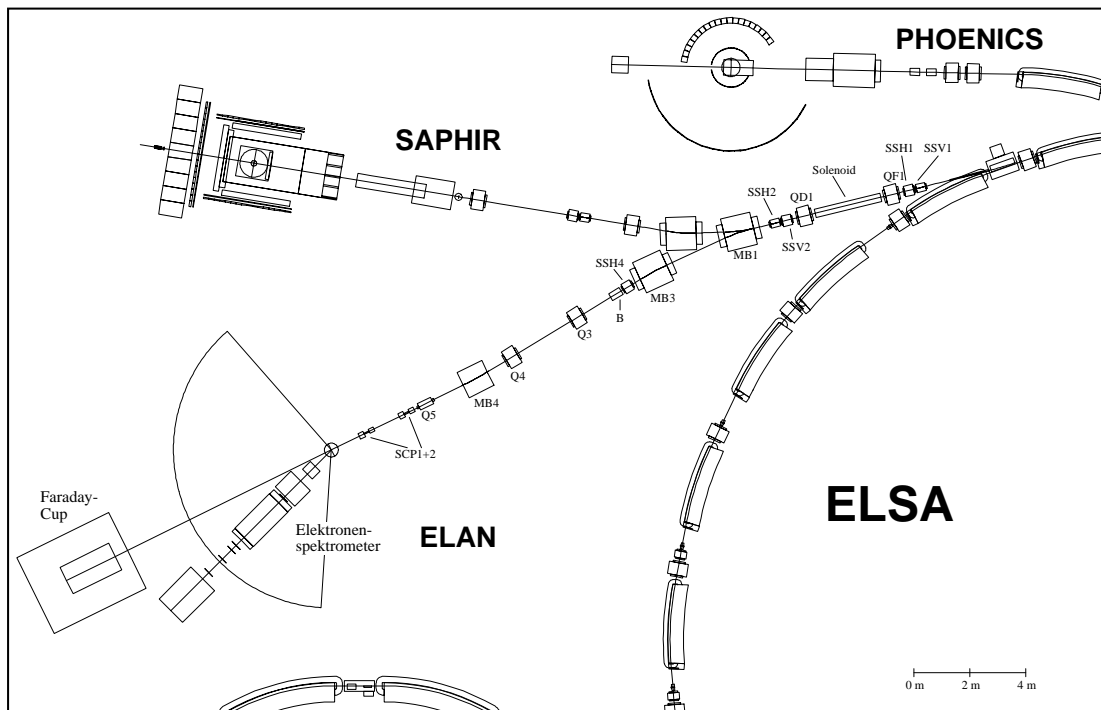 PHOENICS
SAPHIR
SSH1
SSV1
Solenoid
QF1
SSH2
QD1
SSV2
MB1
SSH4
MB3
B
Q3
Q4
MB4
Q5
SCP1+2
Faraday-
Cup
Elektronen-
spektrometer
ELAN
ELSA
0 m
2 m
4 m